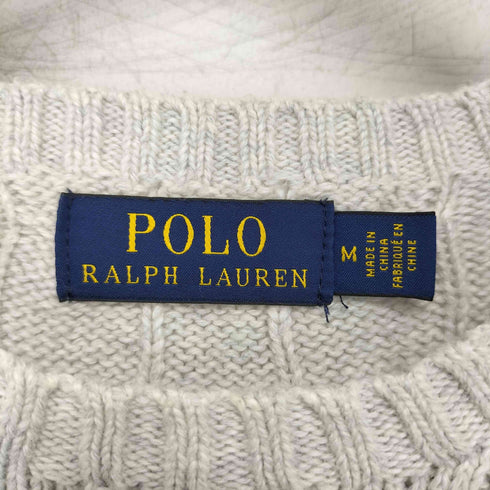 POLO
RALPH LAUREN
M
MADE IN
CHINA
FABRIQUÉ EN
CHINE